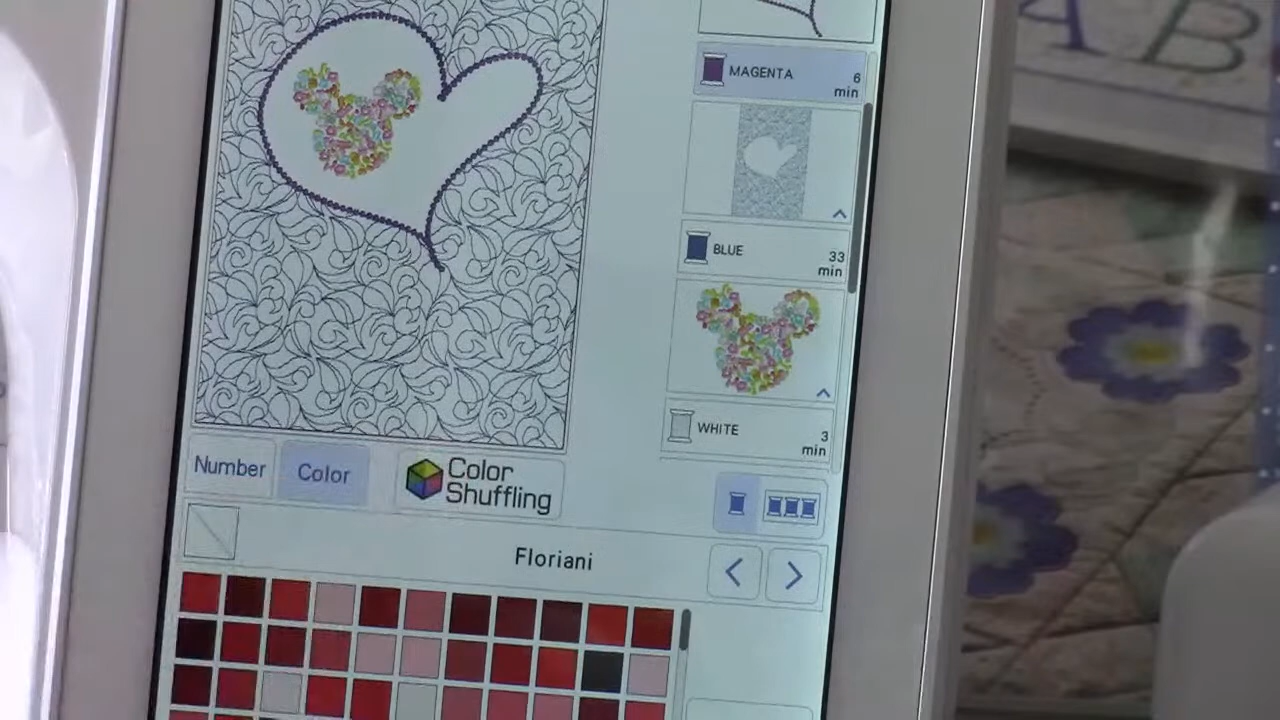 A B
MAGENTA 6
min
BLUE 33
min
WHITE 3
min
Number Color Color
Shuffling
Floriani